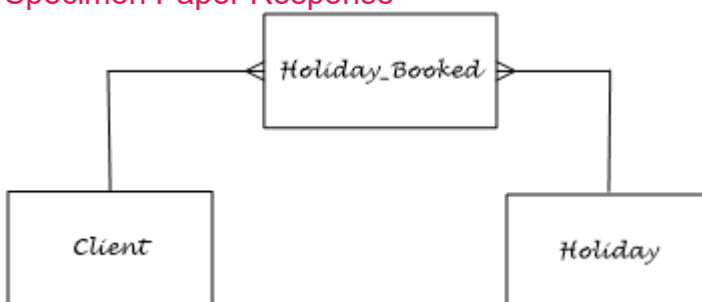 Specimen Paper Response
Holiday_Booked
Client
Holiday